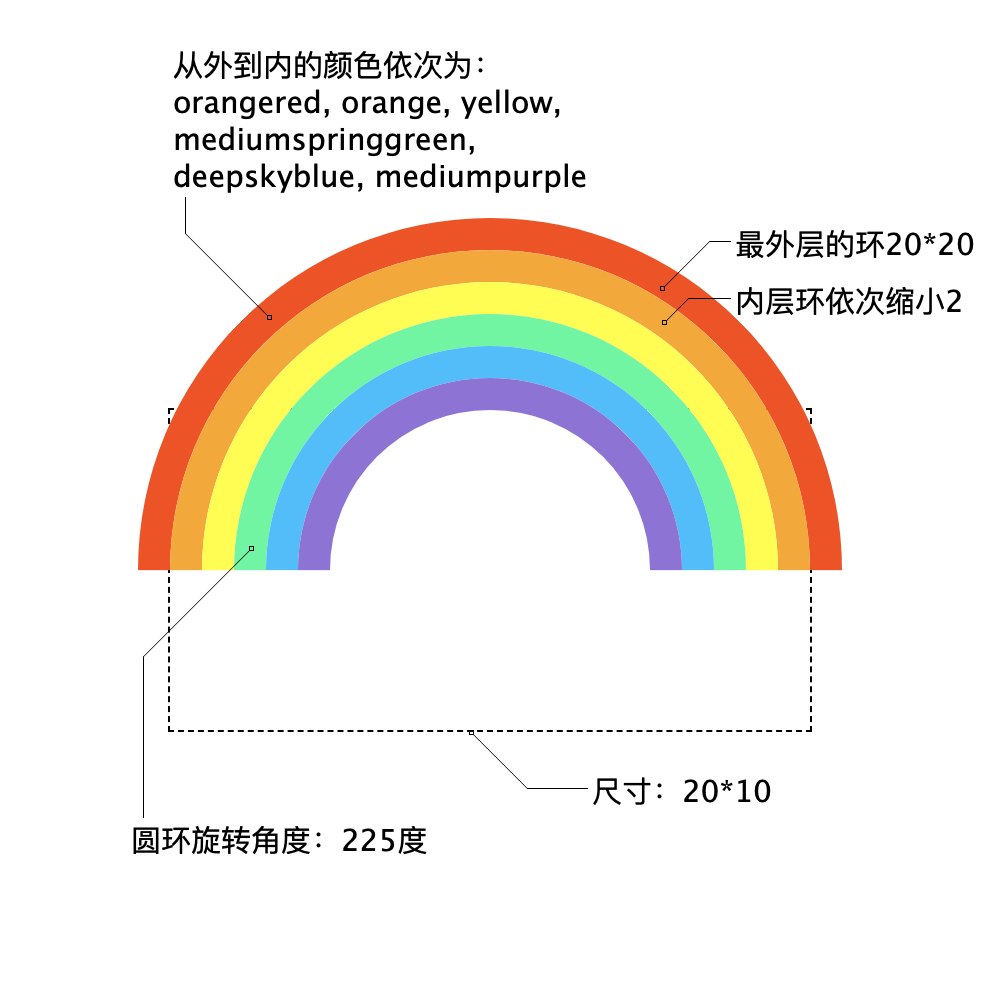 从外到内的颜色依次为：
orangered, orange, yellow,
mediumspringgreen,
deepskyblue, mediumpurple
最外层的环20*20
内层环依次缩小2
尺寸：20*10
圆环旋转角度：225度